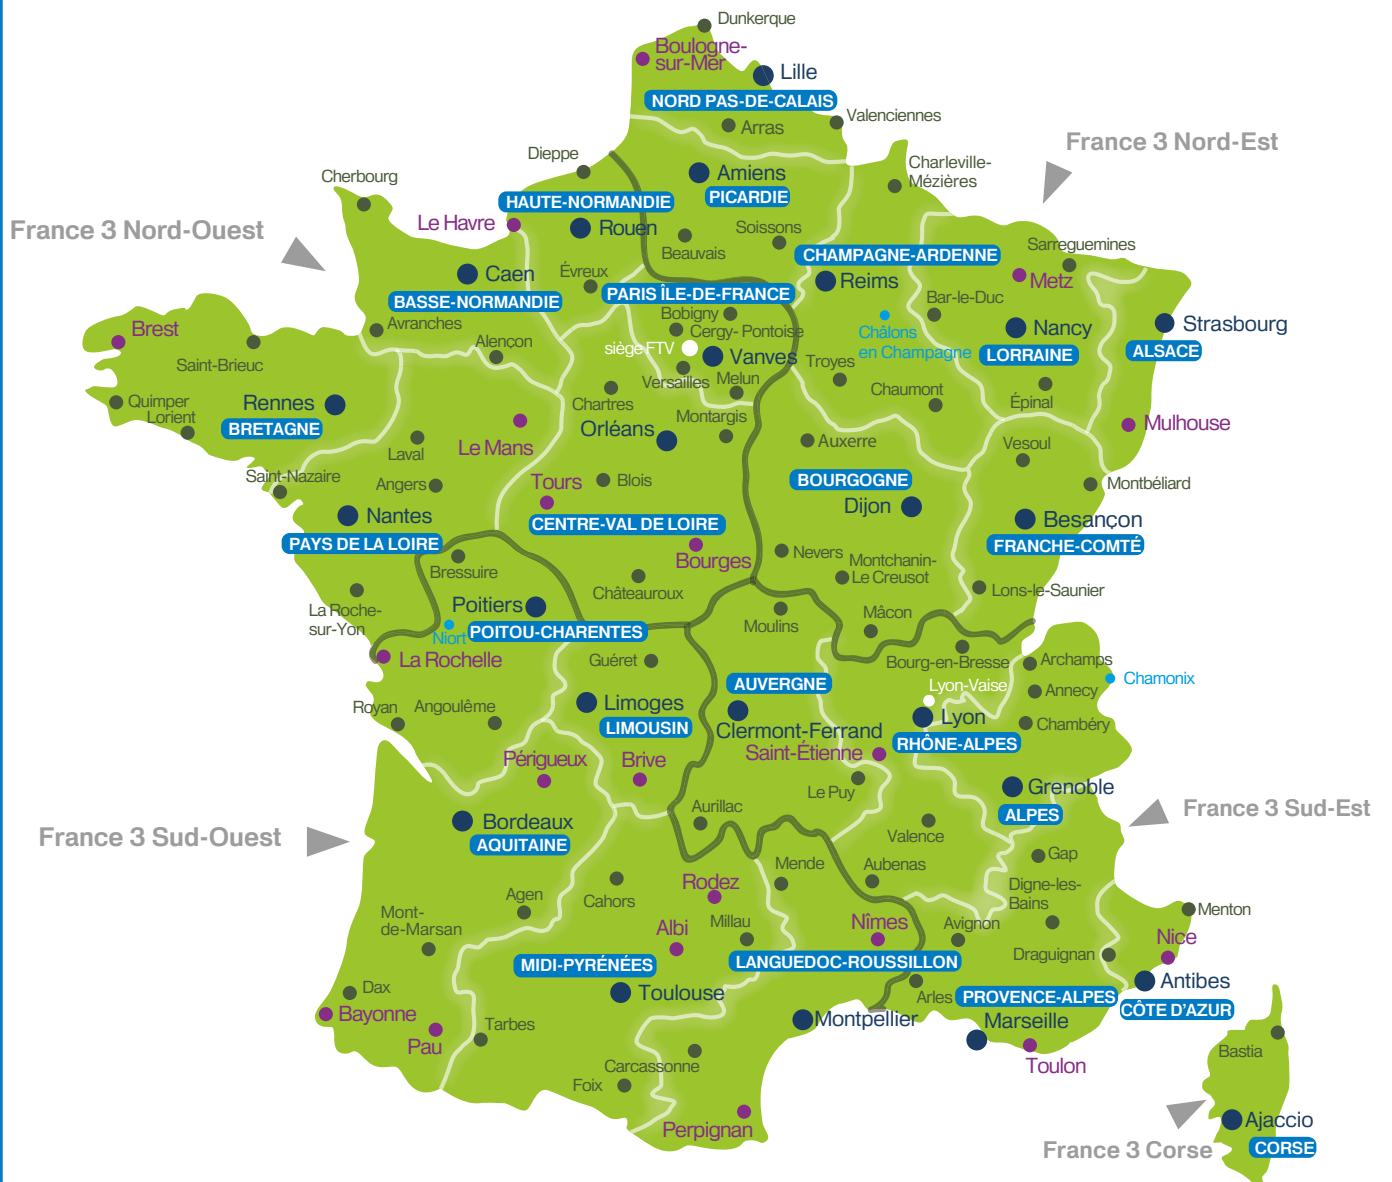 Dunkerque
Boulogne-
sur-Mer
Lille
NORD PAS-DE-CALAIS
Valenciennes
Arras
France 3 Nord-Est
Dieppe
Charleville-
Mézières
Cherbourg
Amiens
PICARDIE
HAUTE-NORMANDIE
Le Havre
Rouen
Soissons
France 3 Nord-Ouest
Beauvais
Sarreguemines
CHAMPAGNE-ARDENNE
Caen
Évreux
Reims
Metz
BASSE-NORMANDIE
PARIS ÎLE-DE-FRANCE
Bar-le-Duc
Bobigny
Avranches
Cergy- Pontoise
Châlons
en Champagne
Nancy
Strasbourg
Brest
Alençon
siège FTV
Vanves
LORRAINE
ALSACE
Saint-Brieuc
Troyes
Versailles
Melun
Chaumont
Épinal
Quimper
Rennes
Chartres
Lorient
BRETAGNE
Montargis
Orléans
Mulhouse
Le Mans
Laval
Auxerre
Vesoul
Saint-Nazaire
Angers
Tours
Blois
BOURGOGNE
Montbéliard
Nantes
Dijon
Besançon
CENTRE-VAL DE LOIRE
PAYS DE LA LOIRE
FRANCHE-COMTÉ
Bourges
Nevers
Bressuire
Montchanin-
Le Creusot
Châteauroux
Lons-le-Saunier
La Roche-
sur-Yon
Poitiers
Mâcon
Moulins
Niort
POITOU-CHARENTES
La Rochelle
Guéret
Bourg-en-Bresse
Archamps
AUVERGNE
Lyon-Vaise
Annecy
Chamonix
Royan
Angoulême
Limoges
LIMOUSIN
Clermont-Ferrand
Lyon
Chambéry
RHÔNE-ALPES
Périgueux
Brive
Saint-Étienne
Le Puy
Grenoble
ALPES
France 3 Sud-Est
Aurillac
Bordeaux
AQUITAINE
France 3 Sud-Ouest
Valence
Gap
Mende
Aubenas
Rodez
Cahors
Digne-les-
Bains
Agen
Mont-
de-Marsan
Menton
Albi
Millau
Nîmes
Avignon
Nice
MIDI-PYRÉNÉES
LANGUEDOC-ROUSSILLON
Draguignan
Dax
Toulouse
Arles
PROVENCE-ALPES
Antibes
CÔTE D'AZUR
Bayonne
Montpellier
Marseille
Tarbes
Pau
Toulon
Bastia
Carcassonne
Foix
Perpignan
Ajaccio
France 3 Corse
CORSE